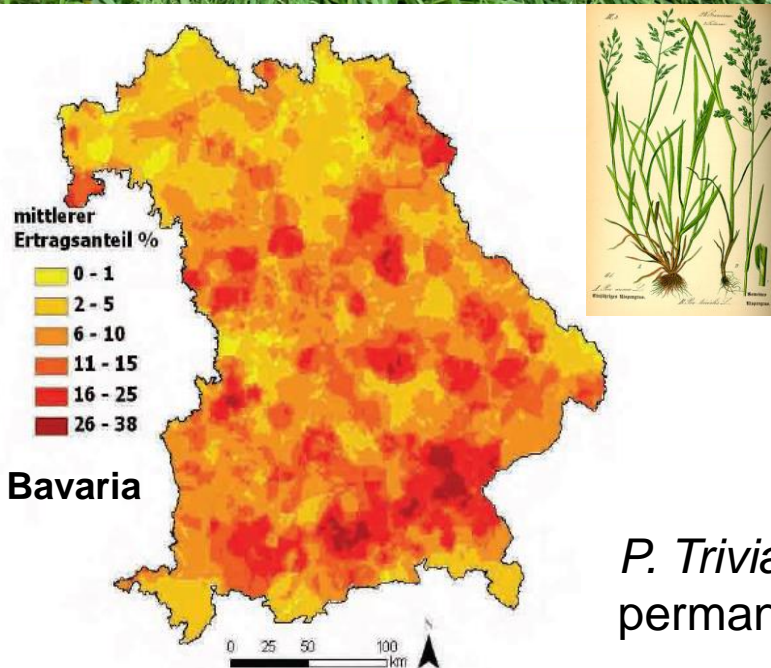 mittlerer
Ertragsanteil %
0 - 1
2 - 5
6 - 10
11 - 15
16 - 25
26 - 38
Bavaria
N
0 25 50 100
km
P. Trivia
perman